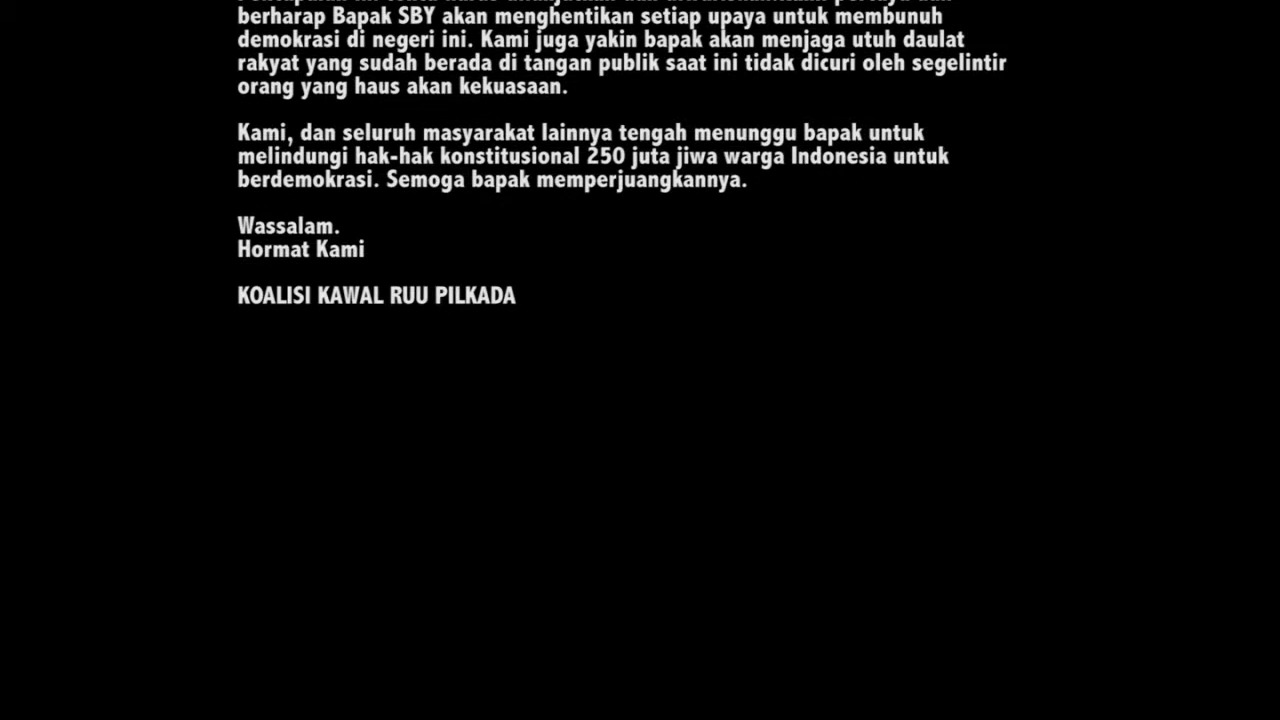 berharap Bapak SBY akan menghentikan setiap upaya untuk membunuh
demokrasi di negeri ini. Kami juga yakin bapak akan menjaga utuh daulat
rakyat yang sudah berada di tangan publik saat ini tidak dicuri oleh segelintir
orang yang haus akan kekuasaan.
Kami, dan seluruh masyarakat lainnya tengah menunggu bapak untuk
melindungi hak-hak konstitusional 250 juta jiwa warga Indonesia untuk
berdemokrasi. Semoga bapak memperjuangkannya.
Wassalam.
Hormat Kami
KOALISI KAWAL RUU PILKADA